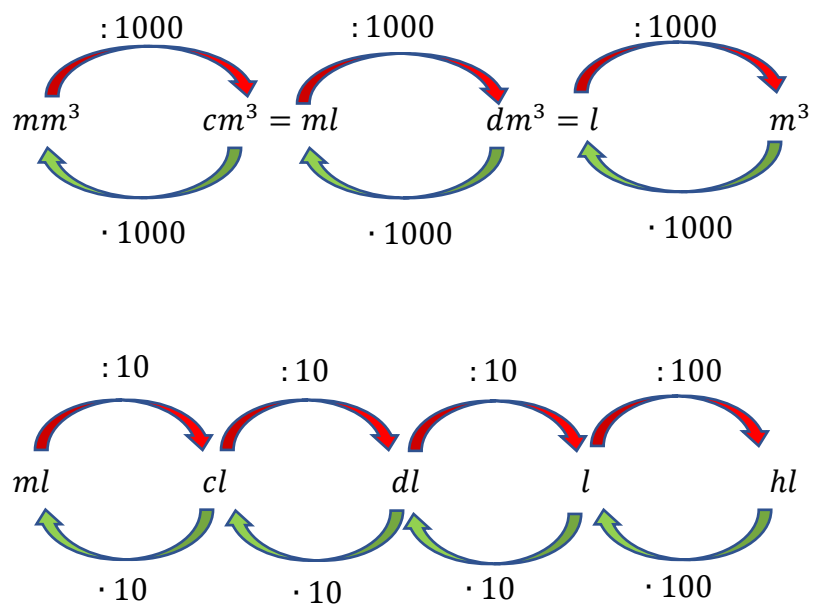 :1000 :1000 :1000
mm³ cm³ = ml dm³ = l m³
· 1000 · 1000 · 1000
:10 :10 :10 :100
ml cl dl l hl
· 10 · 10 · 10 · 100